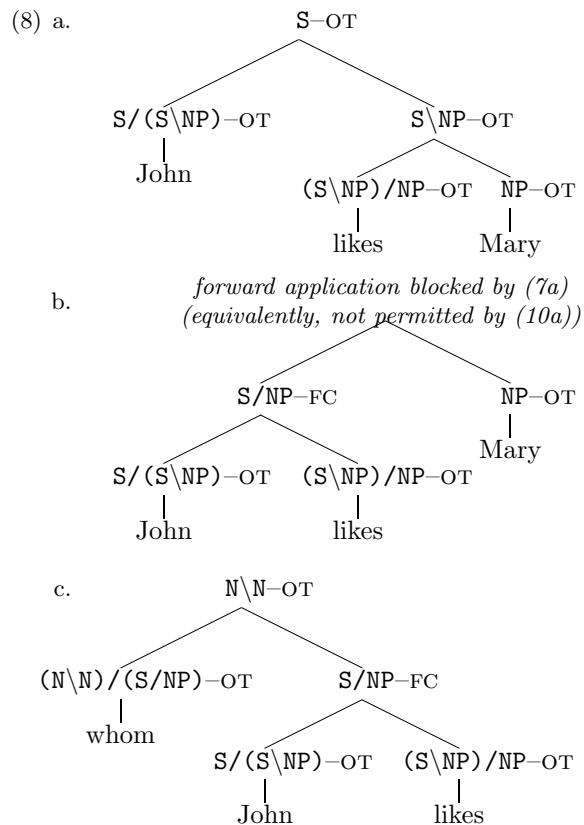 (8) a. S–OT
S/(S\NP)–OT S\NP–OT
John
(S\NP)/NP–OT NP–OT
likes Mary
forward application blocked by (7a)
b. (equivalently, not permitted by (10a))
S/NP–FC NP–OT
Mary
S/(S\NP)–OT (S\NP)/NP–OT
John likes
c. N\N–OT
(N\N)/(S/NP)–OT S/NP–FC
whom
S/(S\NP)–OT (S\NP)/NP–OT
John likes